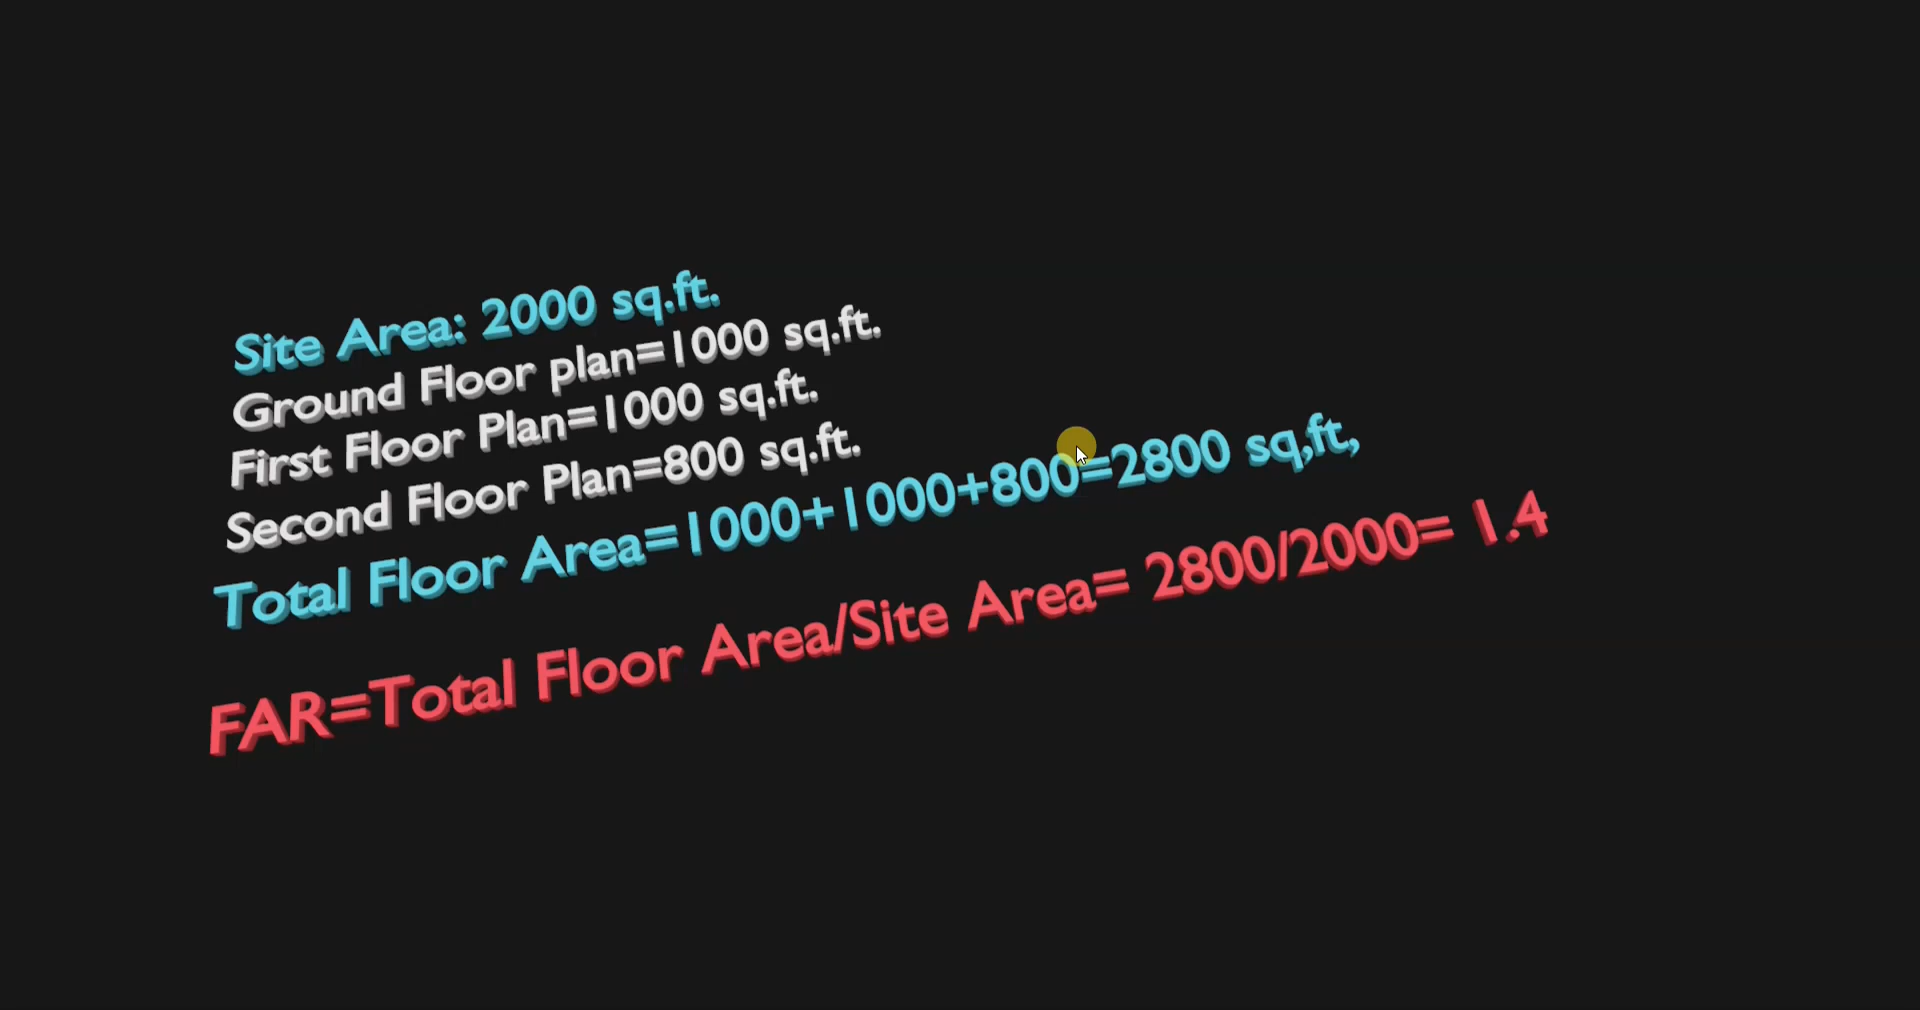 Site Area: 2000 sq.ft.
Ground Floor plan=1000 sq.ft.
First Floor Plan=1000 sq.ft.
Second Floor Plan=800 sq.ft.
Total Floor Area=1000+1000+800=2800 sq,ft,
FAR=Total Floor Area/Site Area= 2800/2000= 1.4